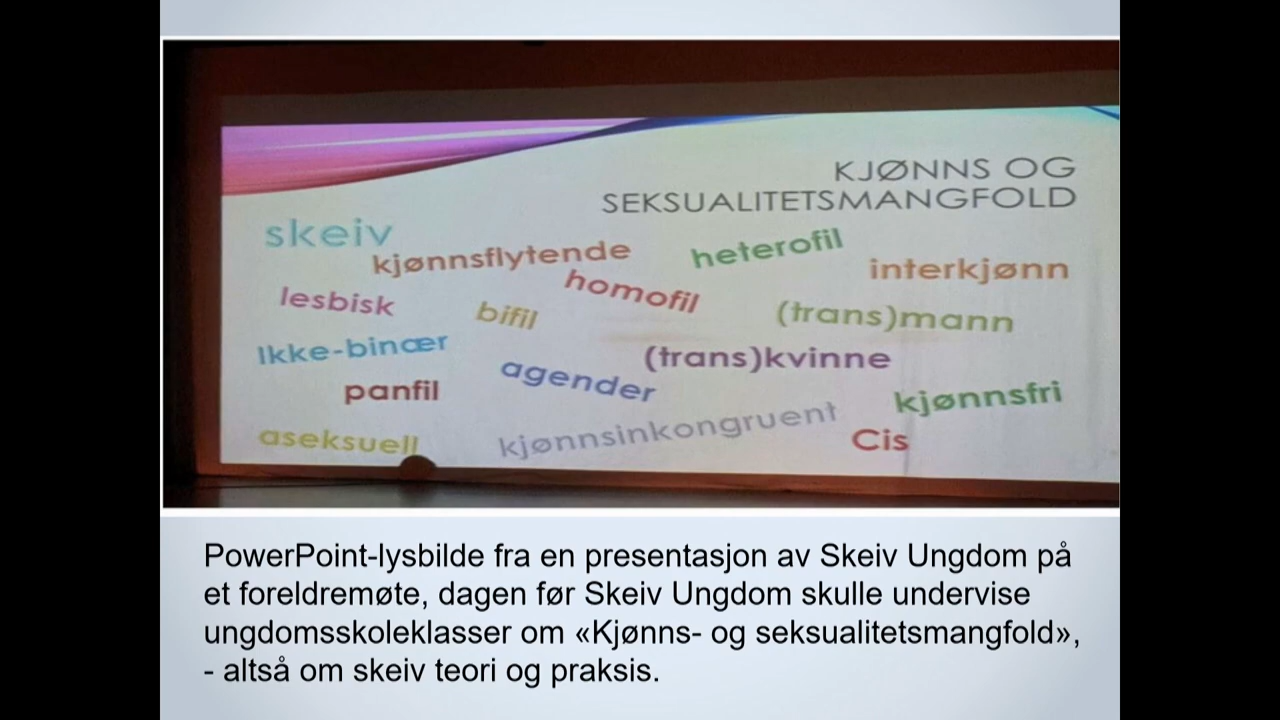 KJØNNS OG
SEKSUALITETSMANGFOLD
skeiv
kjønnsflytende
heterofil
interkjønn
lesbisk
bifil
homofil
(trans)mann
Ikke-binær
agender
(trans)kvinne
panfil
kjønnsfri
aseksuell
kjønnsinkongruent
Cis
PowerPoint-lysbilde fra en presentasjon av Skeiv Ungdom på
et foreldremøte, dagen før Skeiv Ungdom skulle undervise
ungdomsskoleklasser om «Kjønns- og seksualitetsmangfold»,
- altså om skeiv teori og praksis.